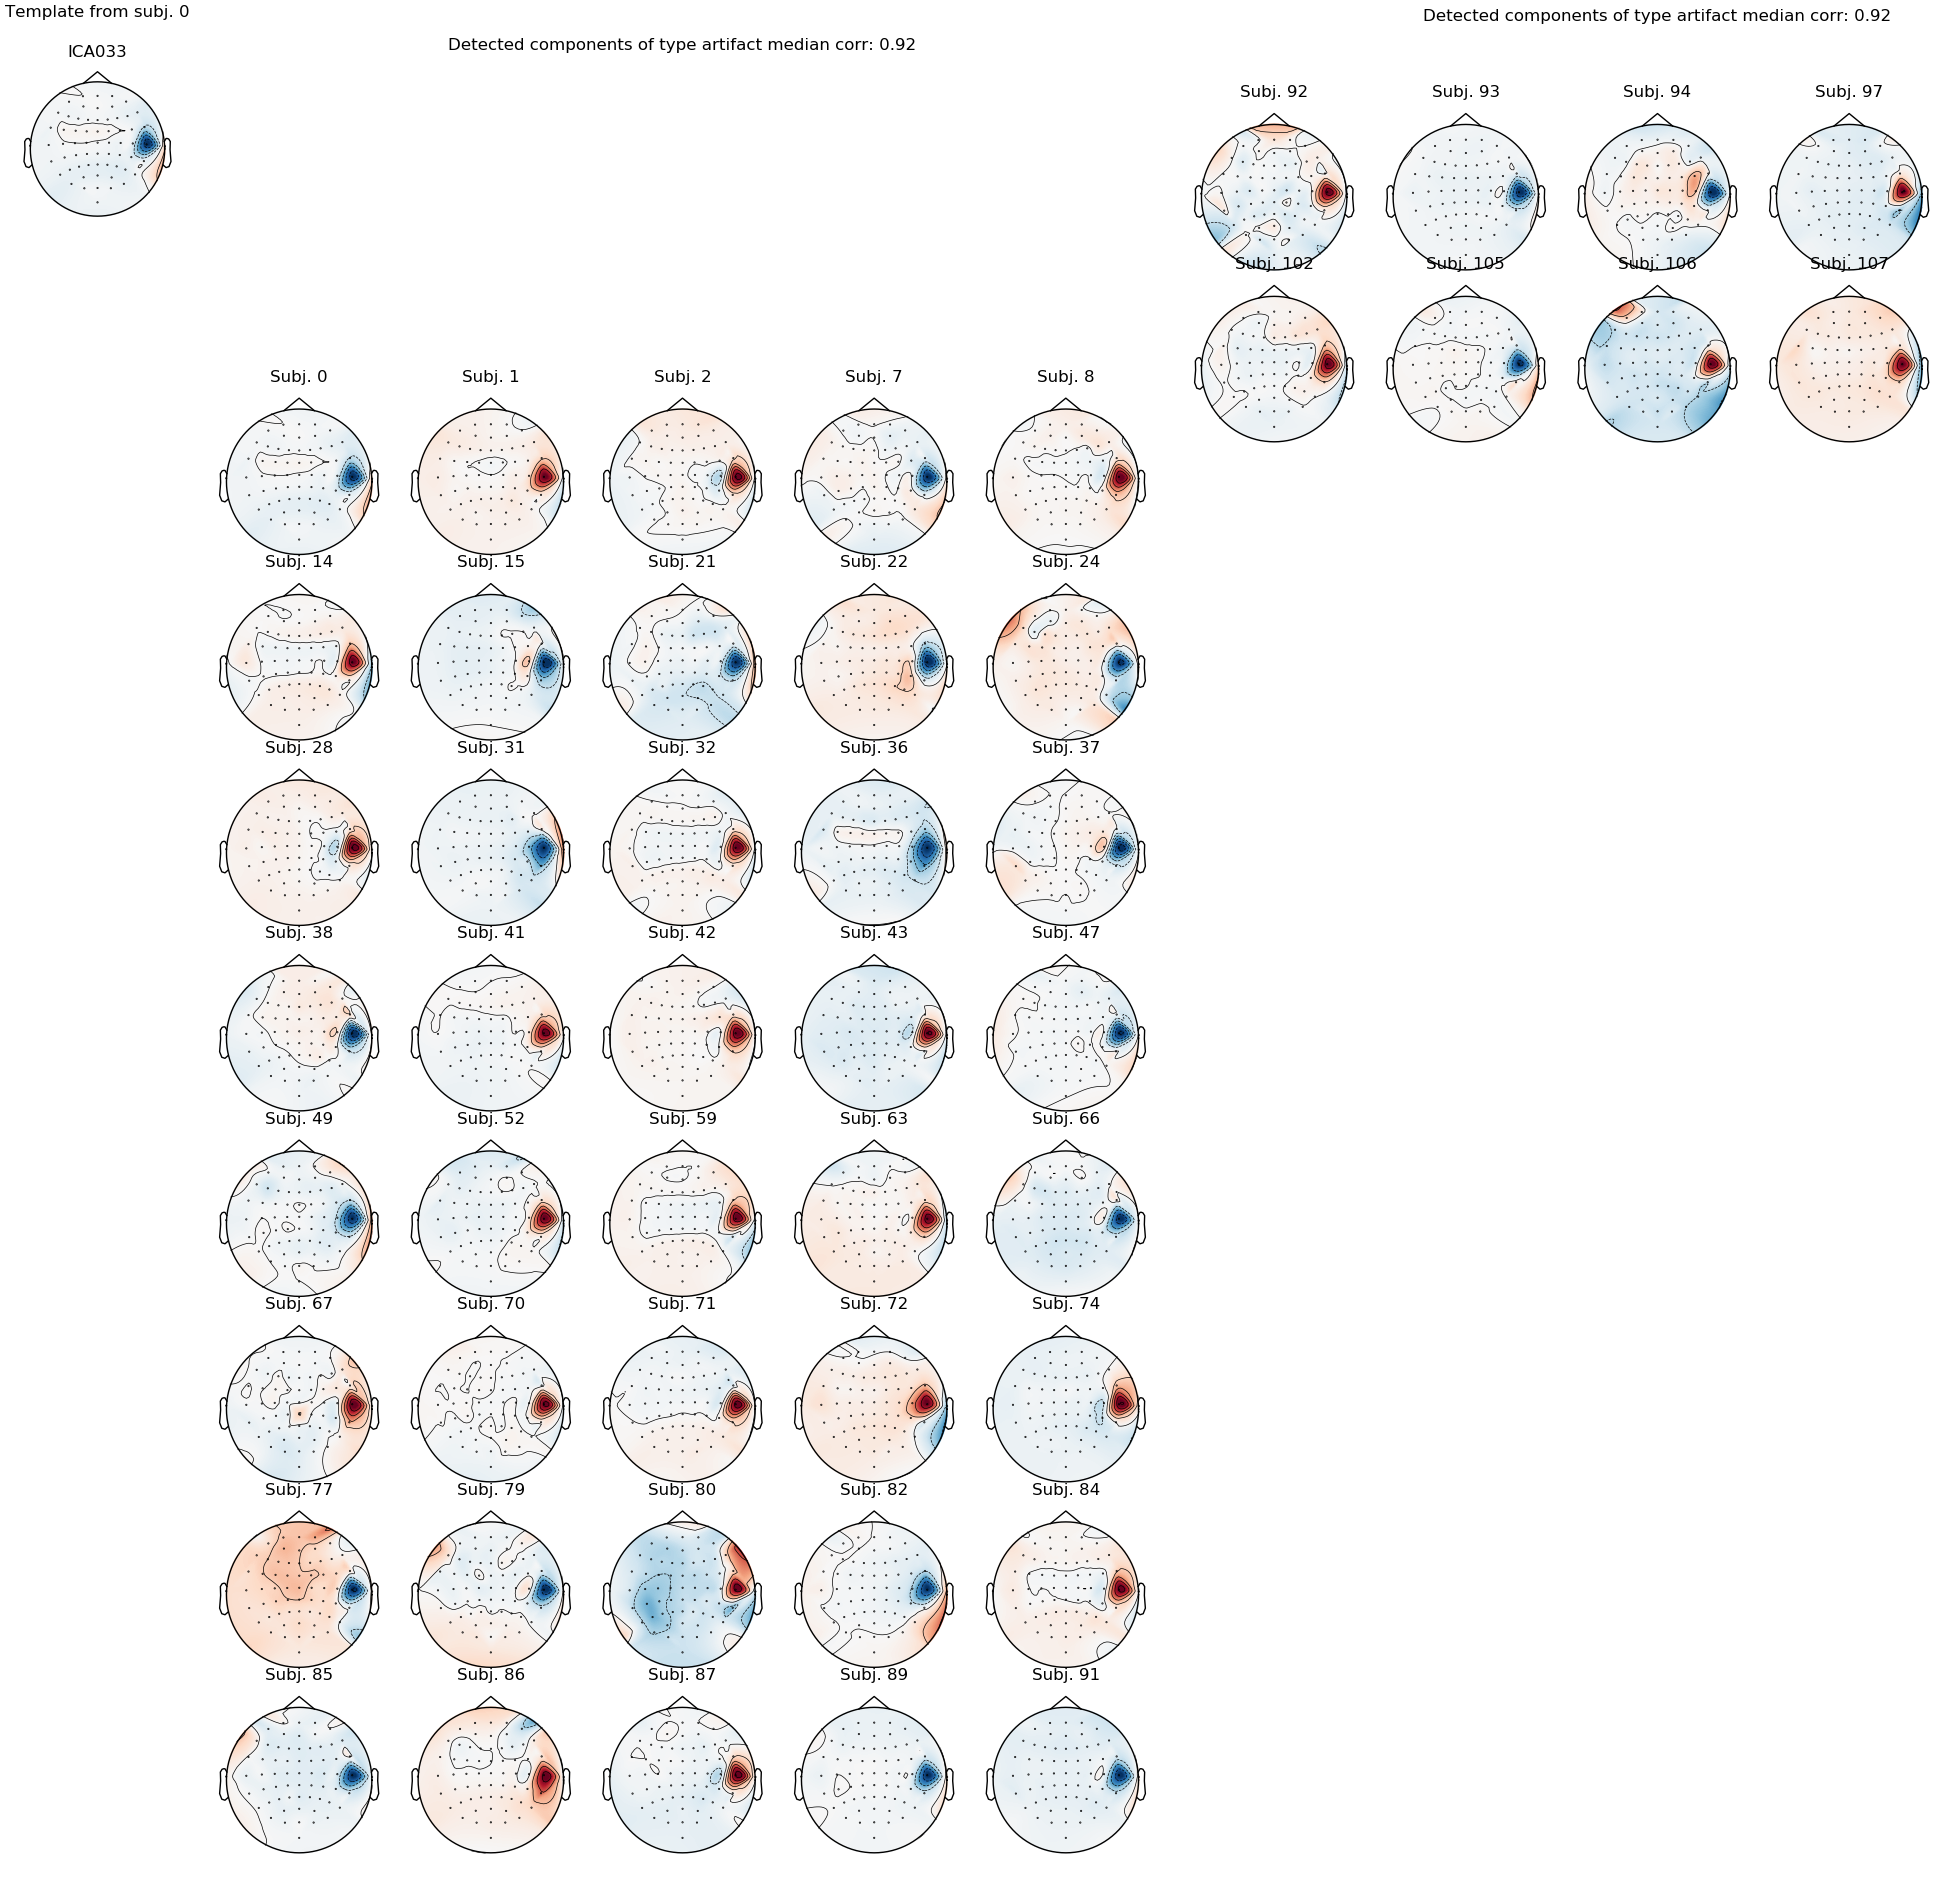 Template from subj. 0
ICA033
Detected components of type artifact median corr: 0.92
Subj. 0 Subj. 1 Subj. 2 Subj. 7 Subj. 8
Subj. 14 Subj. 15 Subj. 21 Subj. 22 Subj. 24
Subj. 28 Subj. 31 Subj. 32 Subj. 36 Subj. 37
Subj. 38 Subj. 41 Subj. 42 Subj. 43 Subj. 47
Subj. 49 Subj. 52 Subj. 59 Subj. 63 Subj. 66
Subj. 67 Subj. 70 Subj. 71 Subj. 72 Subj. 74
Subj. 77 Subj. 79 Subj. 80 Subj. 82 Subj. 84
Subj. 85 Subj. 86 Subj. 87 Subj. 89 Subj. 91
Detected components of type artifact median corr: 0.92
Subj. 92 Subj. 93 Subj. 94 Subj. 97
Subj. 102 Subj. 105 Subj. 106 Subj. 107